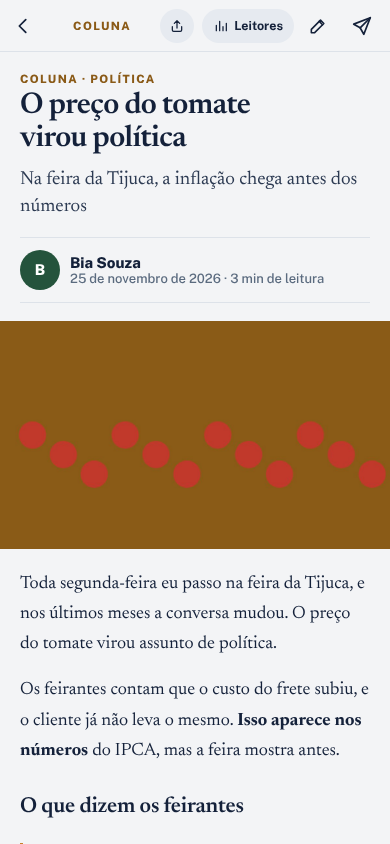 COLUNA
Leitores
COLUNA · POLÍTICA
O preço do tomate
virou política
Na feira da Tijuca, a inflação chega antes dos
números
B
Bia Souza
25 de novembro de 2026 · 3 min de leitura
Toda segunda-feira eu passo na feira da Tijuca, e
nos últimos meses a conversa mudou. O preço
do tomate virou assunto de política.
Os feirantes contam que o custo do frete subiu, e
o cliente já não leva o mesmo. Isso aparece nos
números do IPCA, mas a feira mostra antes.
O que dizem os feirantes